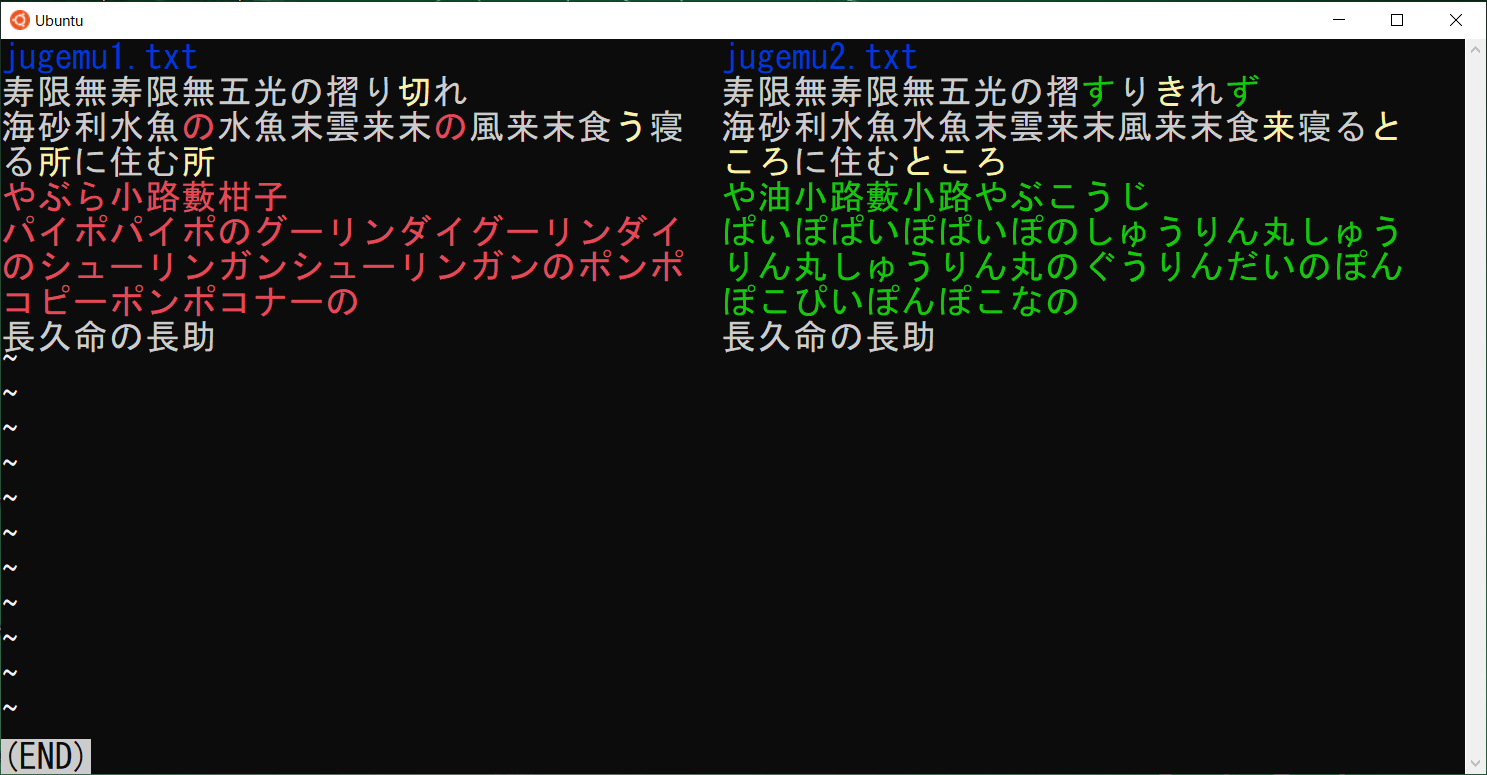 Ubuntu
jugemu1.txt
寿限無寿限無五光の摺り切れ
海砂利水魚の水魚末雲来末の風来末食う寝
る所に住む所
やぶら小路藪柑子
パイポパイポのグーリンダイグーリンダイ
のシューリンガンシューリンガンのポンポ
コピーポンポコナーの
長久命の長助
jugemu2.txt
寿限無寿限無五光の摺すりきれず
海砂利水魚水魚末雲来末風来末食来寝ると
ころに住むところ
や油小路藪小路やぶこうじ
ぱいぽぱいぽぱいぽのしゅうりん丸しゅう
りん丸しゅうりん丸のぐうりんだいのぽん
ぽこぴいぽんぽこなの
長久命の長助
~
~
~
~
~
~
~
~
~
~
~
(END)